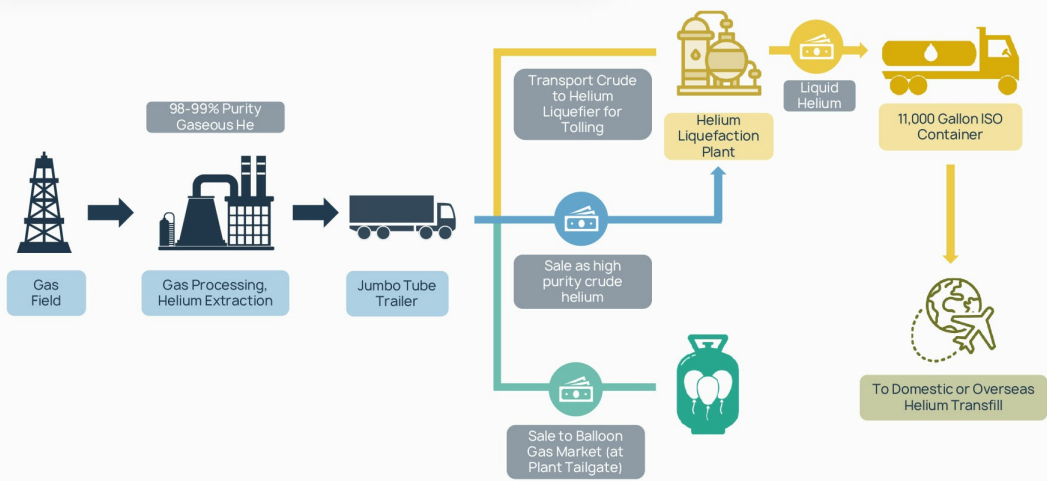 98-99% Purity
Gaseous He
Gas
Field
Gas Processing,
Helium Extraction
Jumbo Tube
Trailer
Transport Crude
to Helium
Liquefier for
Tolling
Sale as high
purity crude
helium
Sale to Balloon
Gas Market (at
Plant Tailgate)
Helium
Liquefaction
Plant
Liquid
Helium
11,000 Gallon ISO
Container
To Domestic or Overseas
Helium Transfill